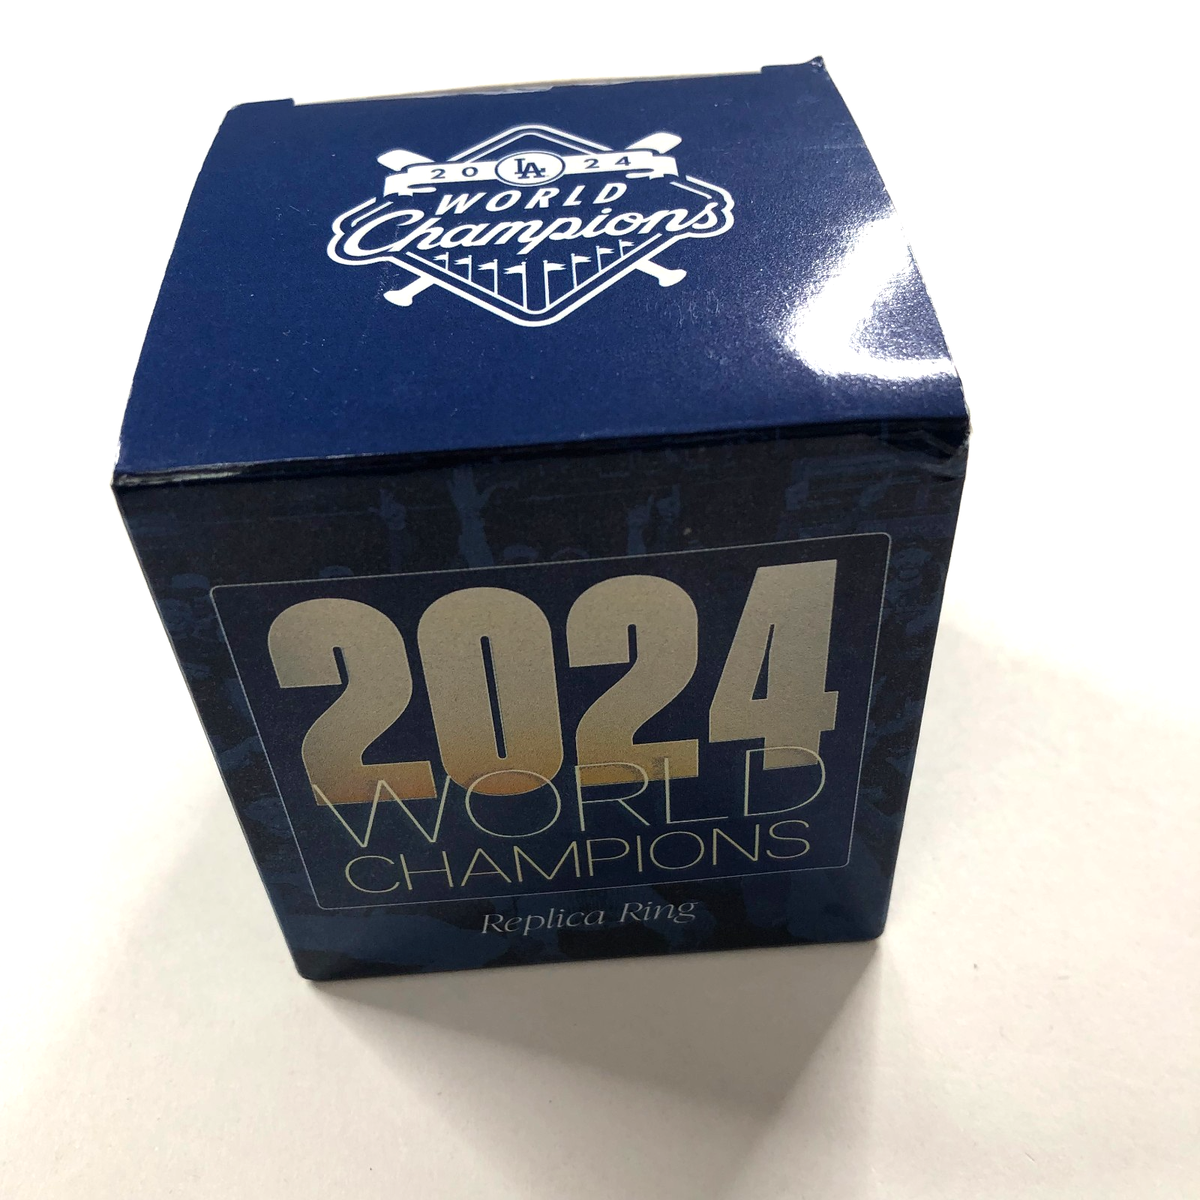 20 LA 24
WORLD
Champions
2024
WORLD
CHAMPIONS
Replica Ring